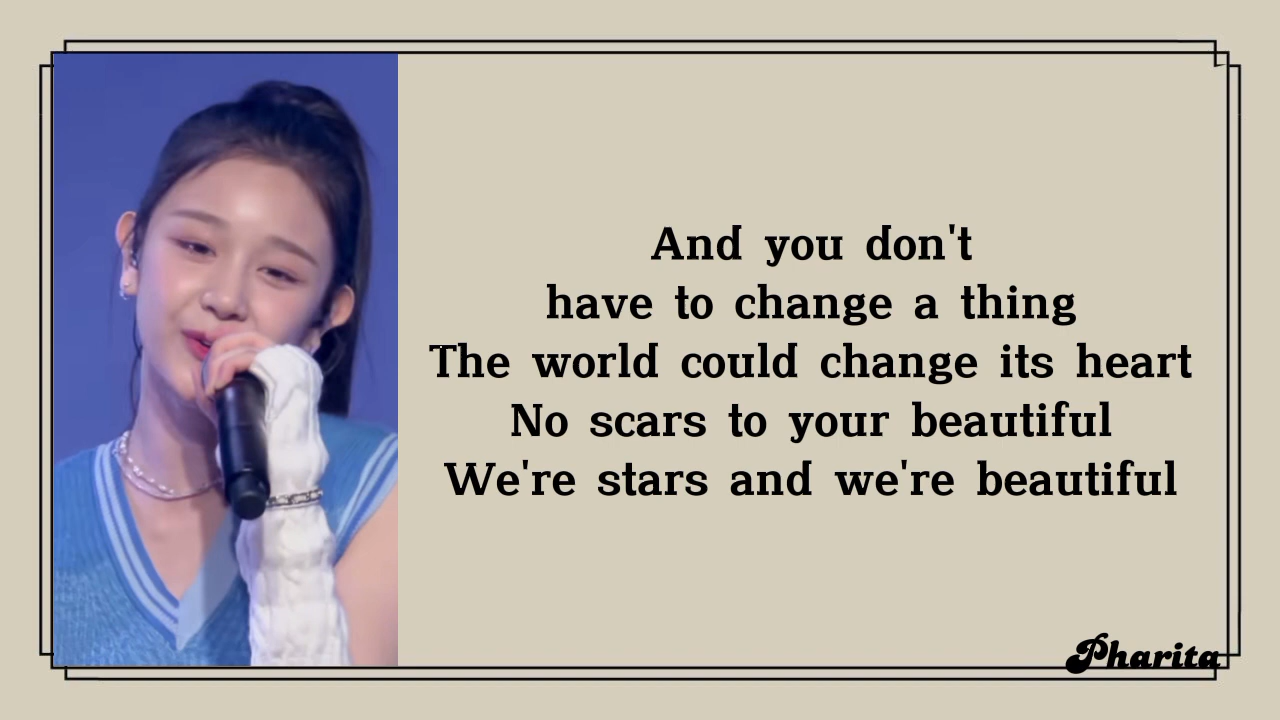 And you don't
have to change a thing
The world could change its heart
No scars to your beautiful
We're stars and we're beautiful
Pharita